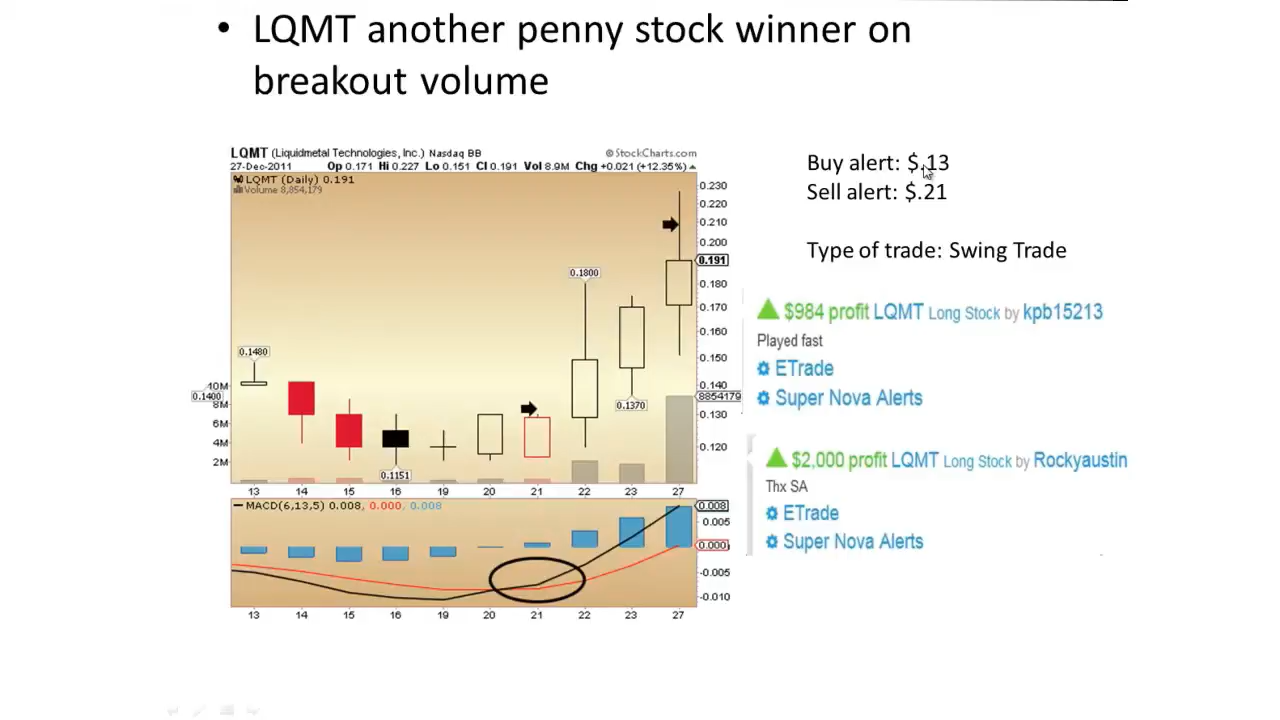 • LQMT another penny stock winner on
breakout volume
LQMT (Liquidmetal Technologies, Inc.) Nasdaq BB
© StockCharts.com
27-Dec-2011 Op 0.171 Hi 0.227 Lo 0.151 Cl 0.191 Vol 8.9M Chg +0.021 (+12.35%)
LQMT (Daily) 0.191
Volume 8,854,179
0.230
0.220
0.210
0.200
0.191
0.180
0.170
0.160
0.150
0.140
8854179
0.130
0.120
0.1480
0.1800
0.1370
0.1151
10M
0.1400
8M
6M
4M
2M
13 14 15 16 19 20 21 22 23 27
MACD(6,13,5) 0.008, 0.000, 0.008
0.008
0.005
0.000
-0.005
-0.010
13 14 15 16 19 20 21 22 23 27
Buy alert: $.13
Sell alert: $.21
Type of trade: Swing Trade
$984 profit LQMT Long Stock by kpb15213
Played fast
ETrade
Super Nova Alerts
$2,000 profit LQMT Long Stock by Rockyaustin
Thx SA
ETrade
Super Nova Alerts